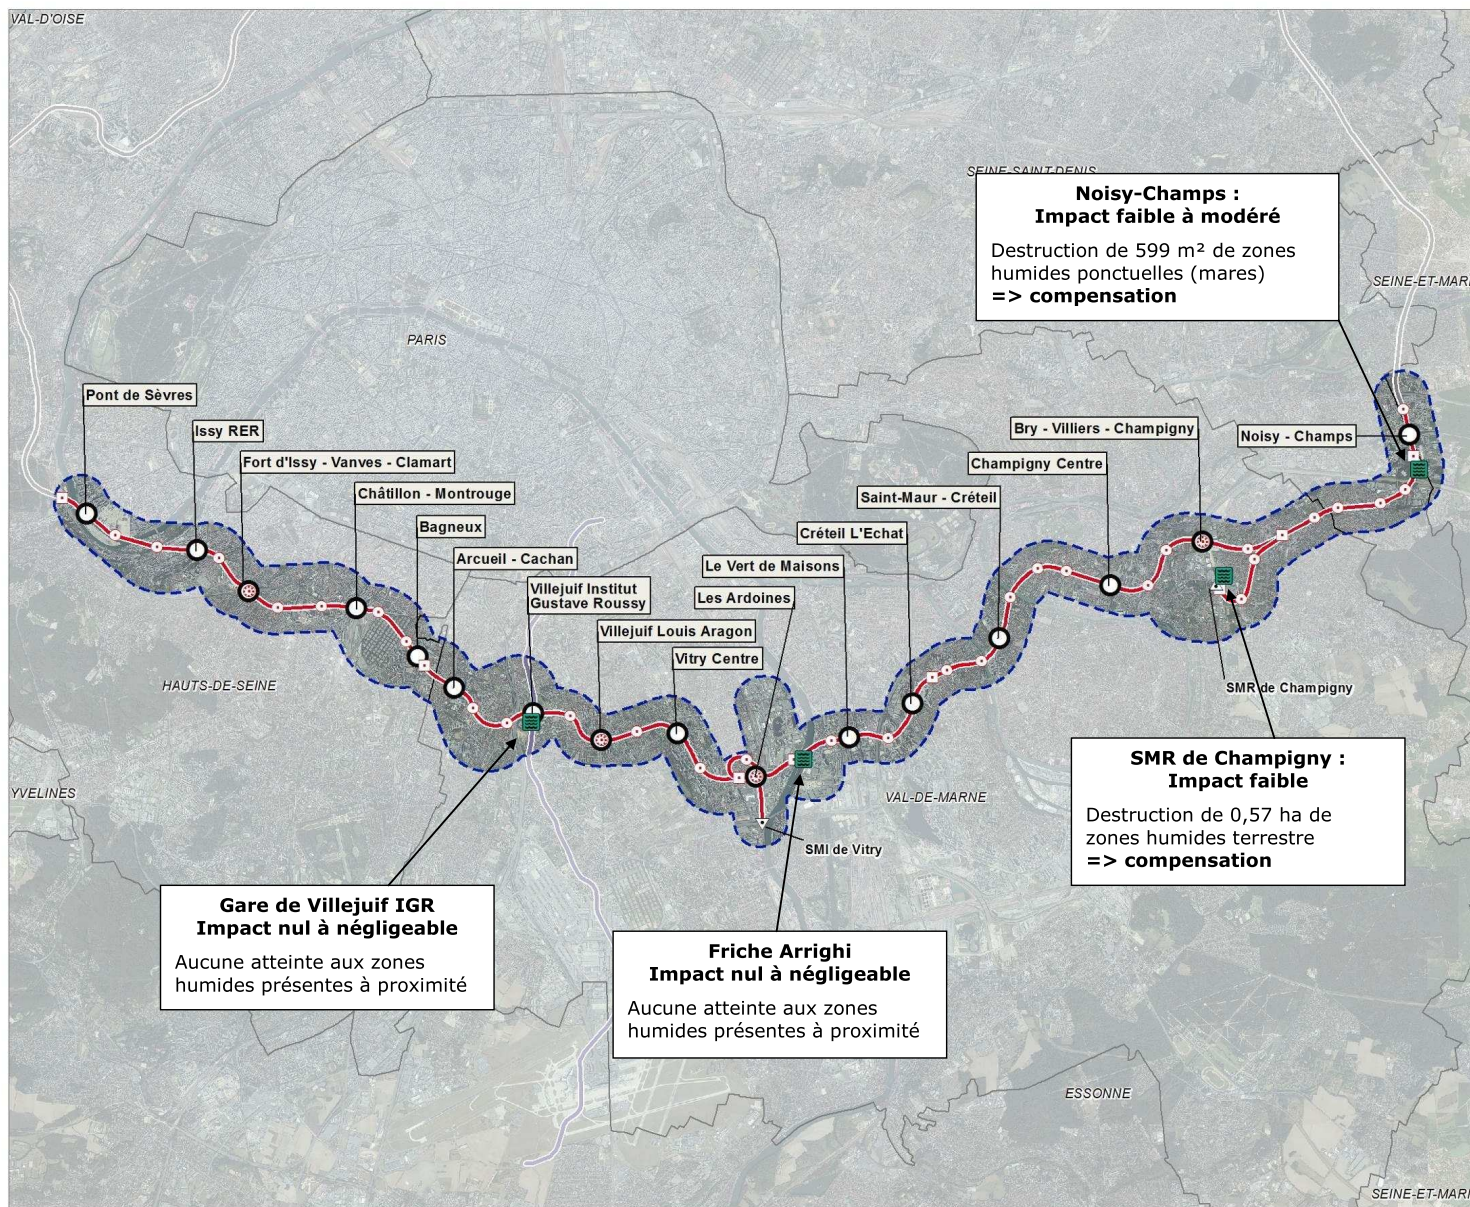 VAL-D'OISE
SEINE-SAINT-DENIS
Noisy-Champs :
Impact faible à modéré
Destruction de 599 m² de zones
humides ponctuelles (mares)
=> compensation
SEINE-ET-MAR
PARIS
Pont de Sèvres
Issy RER
Fort d'Issy - Vanves - Clamart
Châtillon - Montrouge
Bagneux
Arcueil - Cachan
Villejuif Institut
Gustave Roussy
Villejuif Louis Aragon
Vitry Centre
Les Ardoines
Le Vert de Maisons
Créteil L'Echat
Saint-Maur - Créteil
Champigny Centre
Bry - Villiers - Champigny
Noisy - Champs
HAUTS-DE-SEINE
SMR de Champigny
YVELINES
VAL-DE-MARNE
SMI de Vitry
SMR de Champigny :
Impact faible
Destruction de 0,57 ha de
zones humides terrestre
=> compensation
Gare de Villejuif IGR
Impact nul à négligeable
Aucune atteinte aux zones
humides présentes à proximité
Friche Arrighi
Impact nul à négligeable
Aucune atteinte aux zones
humides présentes à proximité
ESSONNE
SEINE-ET-MAR